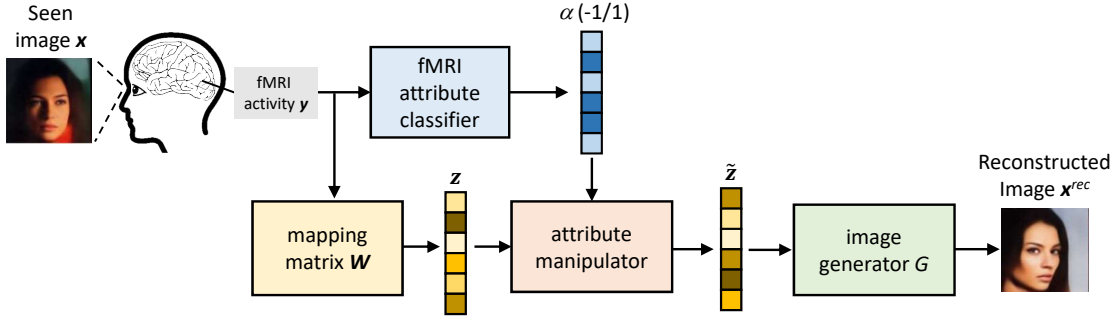 Seen
image x
fMRI
activity y
fMRI
attribute
classifier
α (-1/1)
mapping
matrix W
z
attribute
manipulator
z̃
image
generator G
Reconstructed
Image x^rec